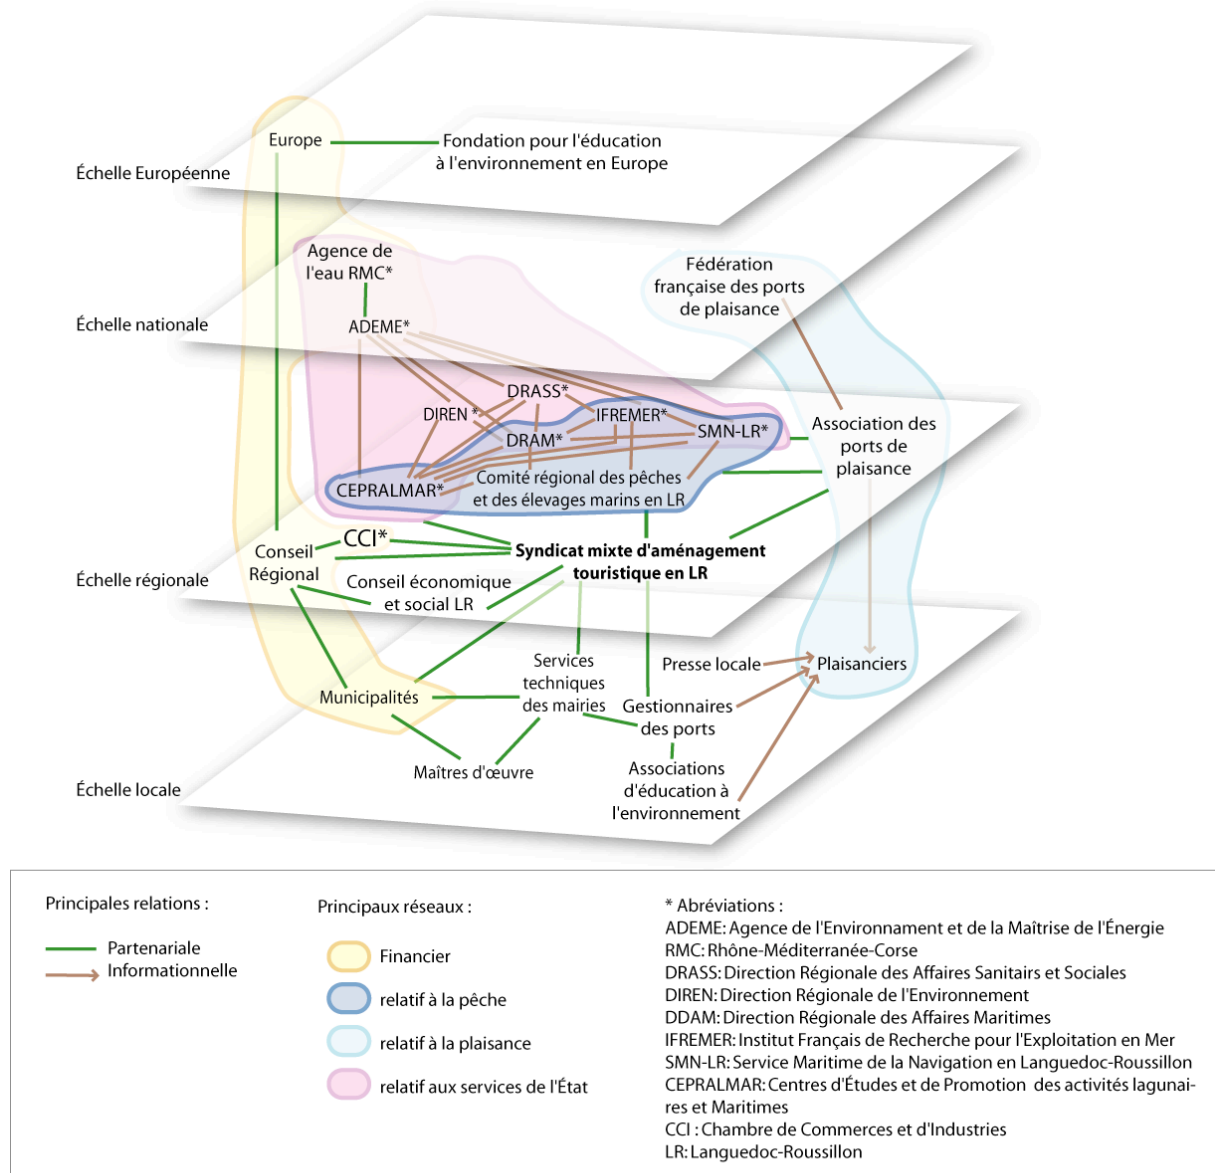 Europe
Fondation pour l'éducation
à l'environnement en Europe
Échelle Européenne
Agence de
l'eau RMC*
Fédération
française des ports
de plaisance
Échelle nationale
ADEME*
DRASS*
DIREN *
IFREMER*
SMN-LR*
DRAM*
Association des
ports de
plaisance
CEPRALMAR*
Comité régional des pêches
et des élevages marins en LR
CCI*
Conseil
Régional
Syndicat mixte d'aménagement
touristique en LR
Échelle régionale
Conseil économique
et social LR
Services
techniques
des mairies
Presse locale
Plaisanciers
Municipalités
Gestionnaires
des ports
Maîtres d'œuvre
Associations
d'éducation à
l'environnement
Échelle locale
Principales relations :
Partenariale
Informationnelle
Principaux réseaux :
Financier
relatif à la pêche
relatif à la plaisance
relatif aux services de l'État
* Abréviations :
ADEME: Agence de l'Environnament et de la Maîtrise de l'Énergie
RMC: Rhône-Méditerranée-Corse
DRASS: Direction Régionale des Affaires Sanitairs et Sociales
DIREN: Direction Régionale de l'Environnement
DDAM: Direction Régionale des Affaires Maritimes
IFREMER: Institut Français de Recherche pour l'Exploitation en Mer
SMN-LR: Service Maritime de la Navigation en Languedoc-Roussillon
CEPRALMAR: Centres d'Études et de Promotion des activités lagunai-
res et Maritimes
CCI : Chambre de Commerces et d'Industries
LR: Languedoc-Roussillon